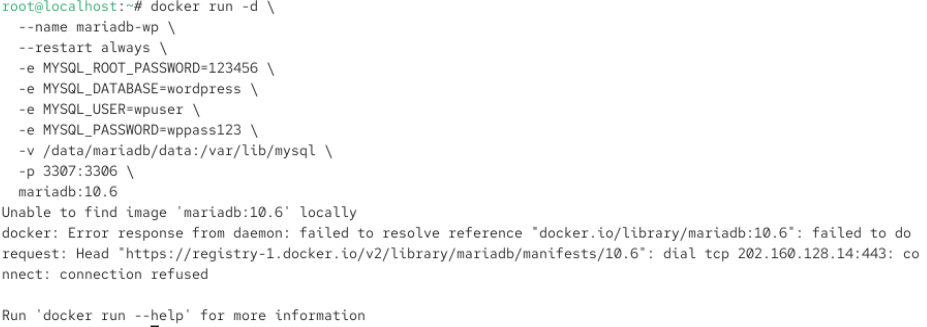 root@localhost:~# docker run -d \
  --name mariadb-wp \
  --restart always \
  -e MYSQL_ROOT_PASSWORD=123456 \
  -e MYSQL_DATABASE=wordpress \
  -e MYSQL_USER=wpuser \
  -e MYSQL_PASSWORD=wppass123 \
  -v /data/mariadb/data:/var/lib/mysql \
  -p 3307:3306 \
  mariadb:10.6
Unable to find image 'mariadb:10.6' locally
docker: Error response from daemon: failed to resolve reference "docker.io/library/mariadb:10.6": failed to do
request: Head "https://registry-1.docker.io/v2/library/mariadb/manifests/10.6": dial tcp 202.160.128.14:443: co
nnect: connection refused

Run 'docker run --help' for more information